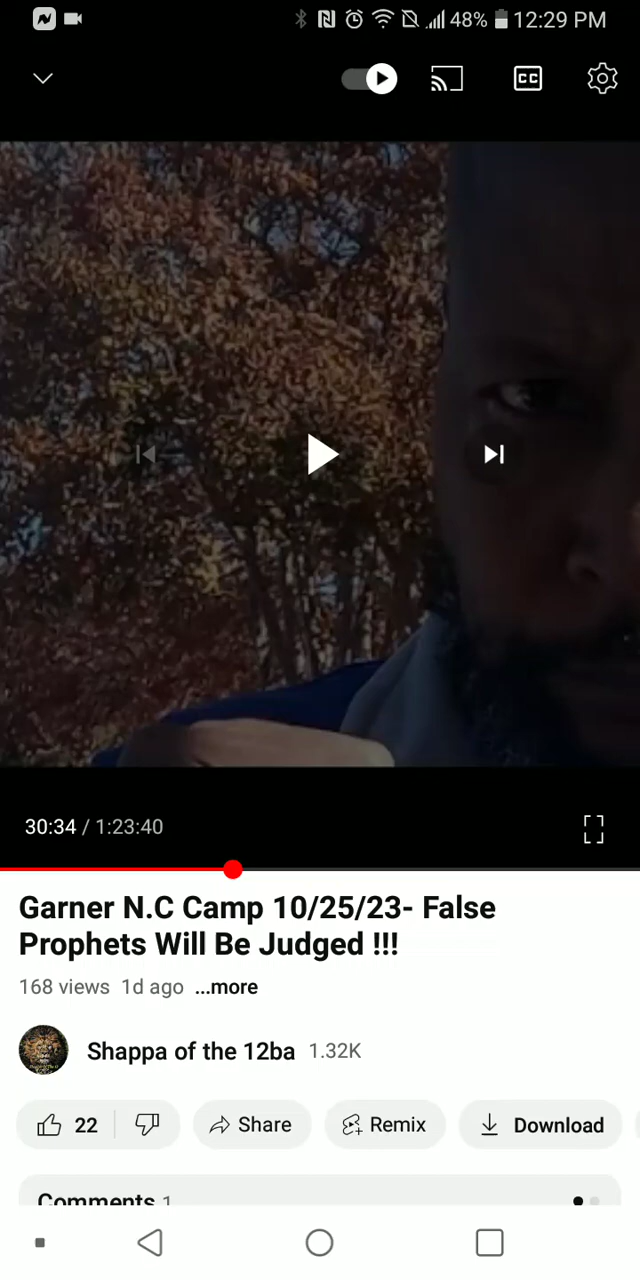 48% 12:29 PM
CC
30:34 / 1:23:40
Garner N.C Camp 10/25/23- False
Prophets Will Be Judged !!!
168 views 1d ago ...more
Shappa of the 12ba 1.32K
22 Share Remix Download
Comments 1